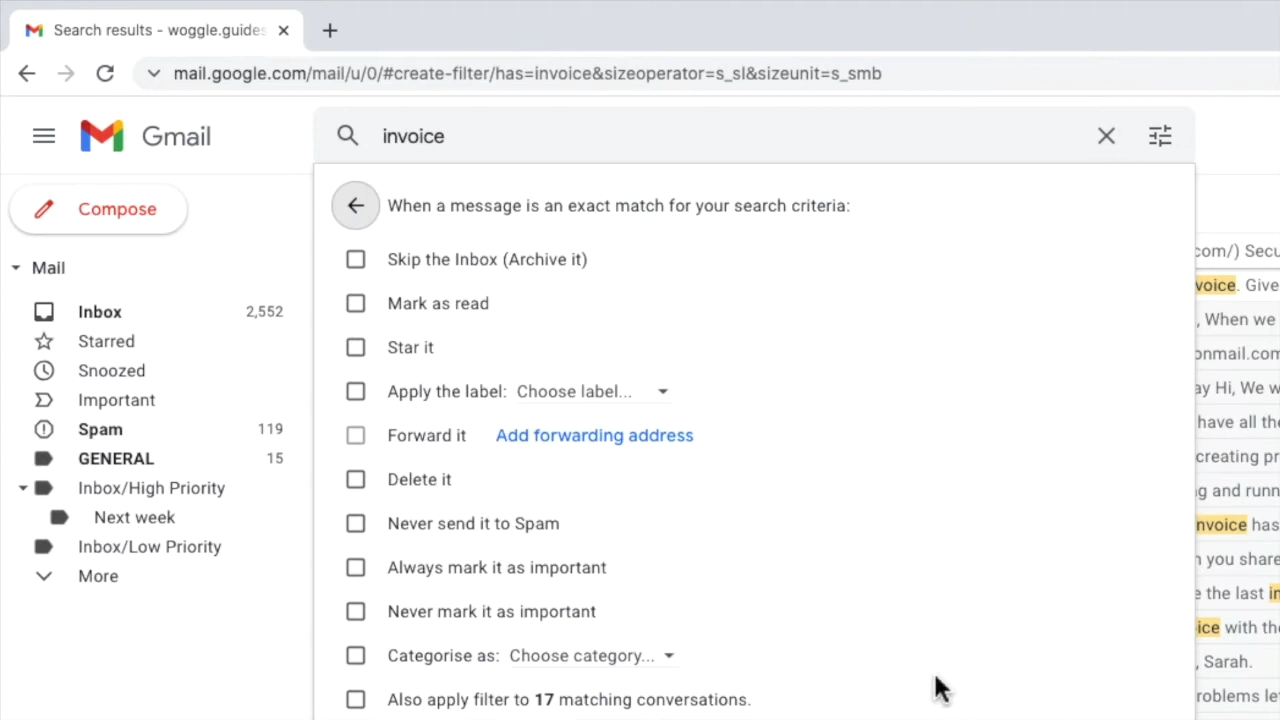 Search results - woggle.guides
mail.google.com/mail/u/0/#create-filter/has=invoice&sizeoperator=s_sl&sizeunit=s_smb
Gmail
invoice
Compose
Mail
Inbox 2,552
Starred
Snoozed
Important
Spam 119
GENERAL 15
Inbox/High Priority
Next week
Inbox/Low Priority
More
When a message is an exact match for your search criteria:
Skip the Inbox (Archive it)
Mark as read
Star it
Apply the label: Choose label...
Forward it Add forwarding address
Delete it
Never send it to Spam
Always mark it as important
Never mark it as important
Categorise as: Choose category...
Also apply filter to 17 matching conversations.
com/) Secu
voice. Give
, When we
onmail.com
ay Hi, We w
have all the
creating pr
g and runn
nvoice has
you share
e the last in
ice with the
, Sarah.
roblems le